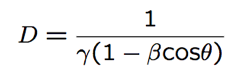 D = 1 / γ(1 − βcosθ)